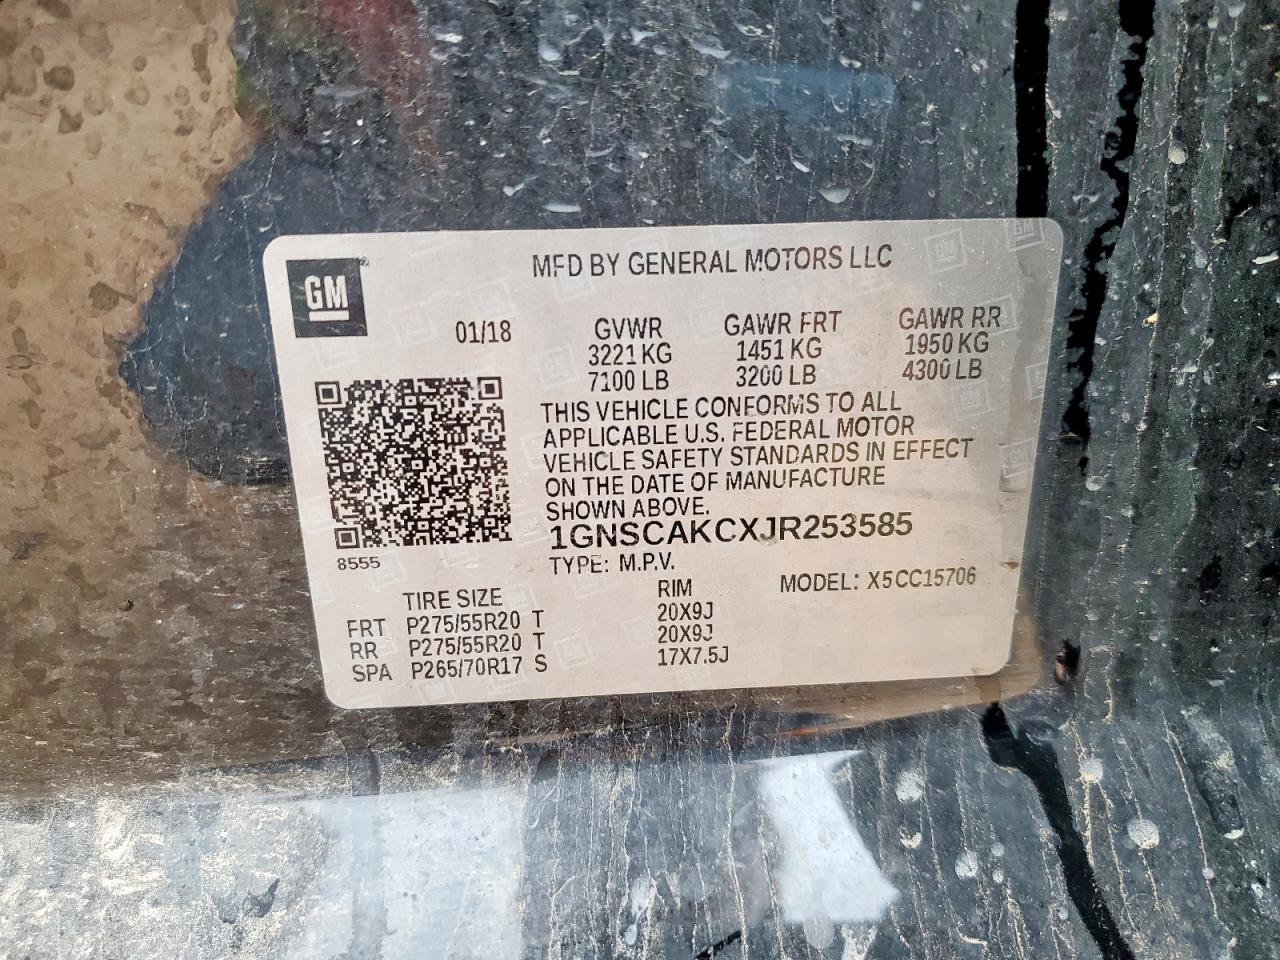 GM
MFD BY GENERAL MOTORS LLC
01/18
GVWR GAWR FRT GAWR RR
3221 KG 1451 KG 1950 KG
7100 LB 3200 LB 4300 LB
THIS VEHICLE CONFORMS TO ALL
APPLICABLE U.S. FEDERAL MOTOR
VEHICLE SAFETY STANDARDS IN EFFECT
ON THE DATE OF MANUFACTURE
SHOWN ABOVE.
1GNSCAKCXJR253585
8555
TYPE: M.P.V. MODEL: X5 CC15706
TIRE SIZE RIM
FRT P275/55R20 T 20X9J
RR P275/55R20 T 20X9J
SPA P265/70R17 S 17X7.5J